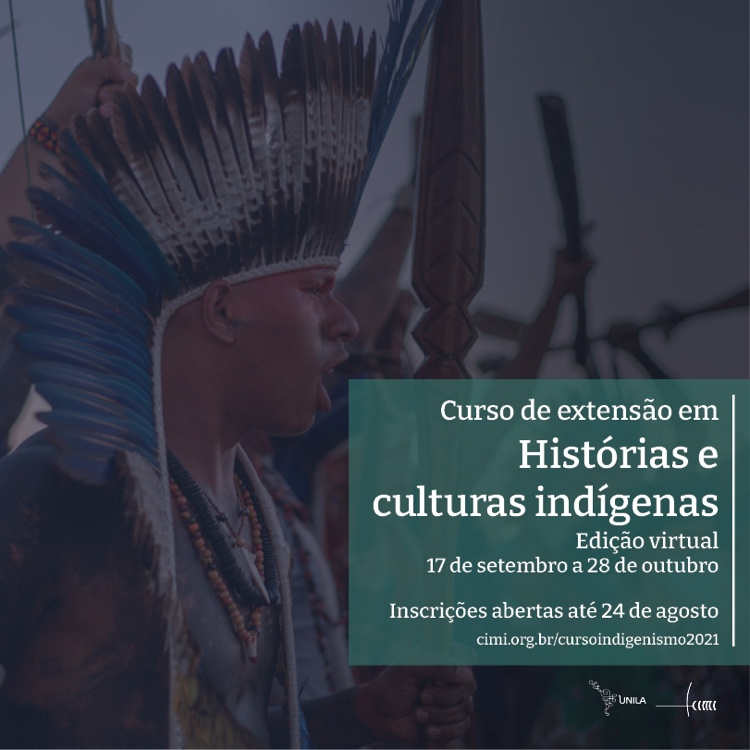 Curso de extensão em
Histórias e
culturas indígenas
Edição virtual
17 de setembro a 28 de outubro
Inscrições abertas até 24 de agosto
cimi.org.br/cursoindigenismo2021
UNILA
cimi